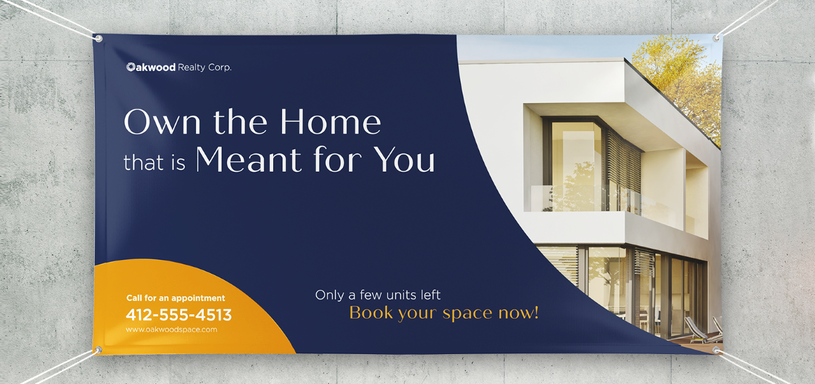 Oakwood Realty Corp.
Own the Home
that is Meant for You
Call for an appointment
412-555-4513
www.oakwoodspace.com
Only a few units left
Book your space now!